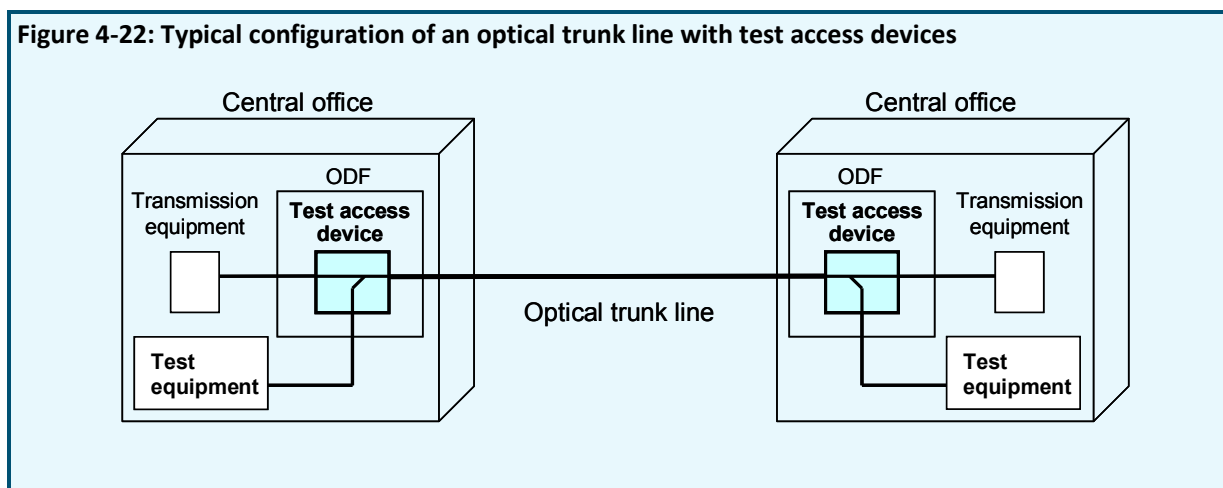 Figure 4-22: Typical configuration of an optical trunk line with test access devices
Central office
Central office
ODF
ODF
Transmission
equipment
Test access
device
Test access
device
Transmission
equipment
Optical trunk line
Test
equipment
Test
equipment